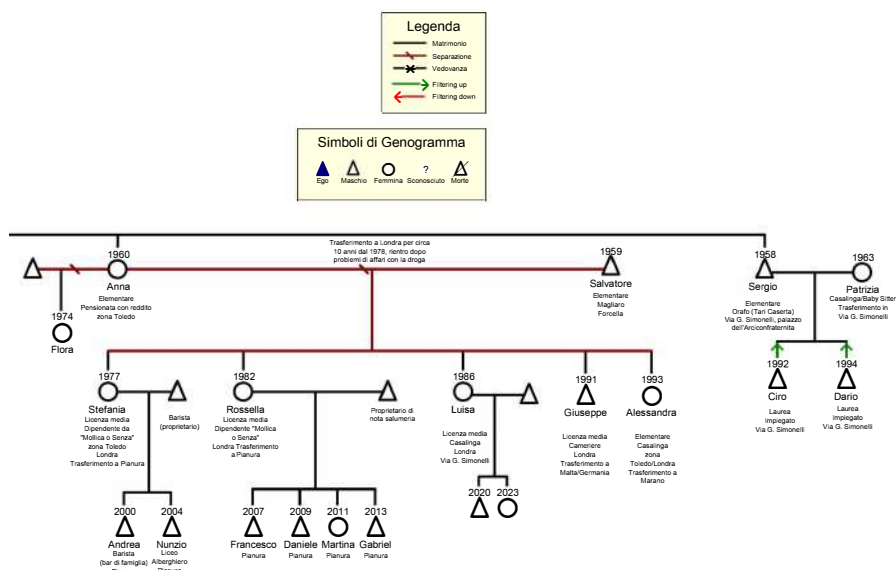 Legenda
Matrimonio
Separazione
Vedovanza
Filtering up
Filtering down
Simboli di Genogramma
?
Ego
Maschio
Femmina
Sconosciuto
Morte
1960
Anna
Elementare
Pensionata con reddito
zona Toledo
Trasferimento a Londra per circa
10 anni dal 1978, rientro dopo
problemi di affari con la droga
1959
Salvatore
Elementare
Magliaro
Forcella
1958
Sergio
Elementare
Orafo (Tari Caserta)
Via G. Simonelli, palazzo
dell'Arciconfraternita
1963
Patrizia
Casalinga/Baby Sitter
Trasferimento in
Via G. Simonelli
1974
Flora
1977
Stefania
Licenza media
Dipendente da
"Mollica o Senza"
zona Toledo
Londra
Trasferimento a Pianura
Barista
(proprietario)
1982
Rossella
Licenza media
Dipendente "Mollica
o Senza"
Londra Trasferimento
a Pianura
Proprietario di
nota salumeria
1986
Luisa
Licenza media
Casalinga
Londra
Via G. Simonelli
1991
Giuseppe
Licenza media
Cameriere
Londra
Trasferimento a
Malta/Germania
1993
Alessandra
Elementare
Casalinga
zona
Toledo/Londra
Trasferimento a
Marano
1992
Ciro
Laurea
Impiegato
Via G. Simonelli
1994
Dario
Laurea
Impiegato
Via G. Simonelli
2000
Andrea
Barista
(bar di famiglia)
2004
Nunzio
Liceo
Alberghiero
2007
Francesco
Pianura
2009
Daniele
Pianura
2011
Martina
Pianura
2013
Gabriel
Pianura
2020
2023